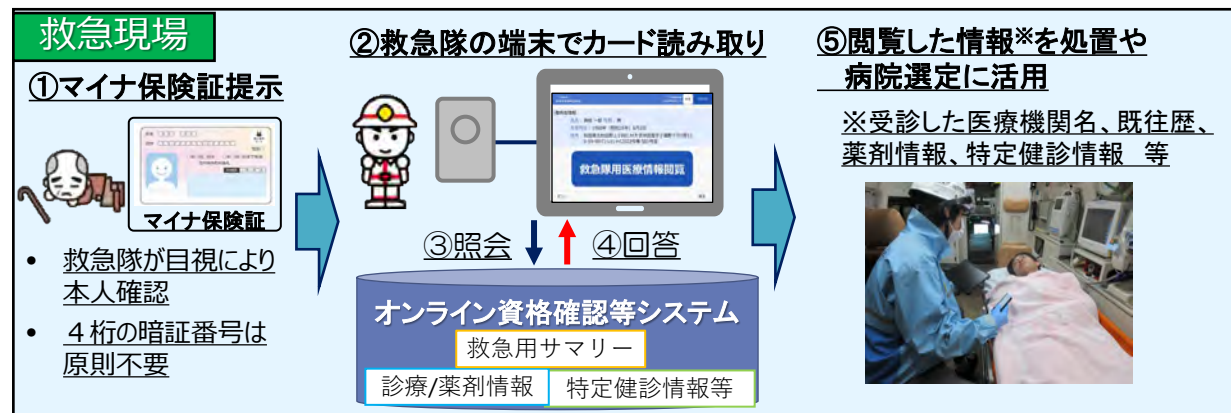 救急現場
①マイナ保険証提示
マイナ保険証
• 救急隊が目視により
本人確認
• 4桁の暗証番号は
原則不要
②救急隊の端末でカード読み取り
救急隊用医療情報閲覧
③照会
④回答
オンライン資格確認等システム
救急用サマリー
診療/薬剤情報
特定健診情報等
⑤閲覧した情報※を処置や
病院選定に活用
※受診した医療機関名、既往歴、
薬剤情報、特定健診情報 等